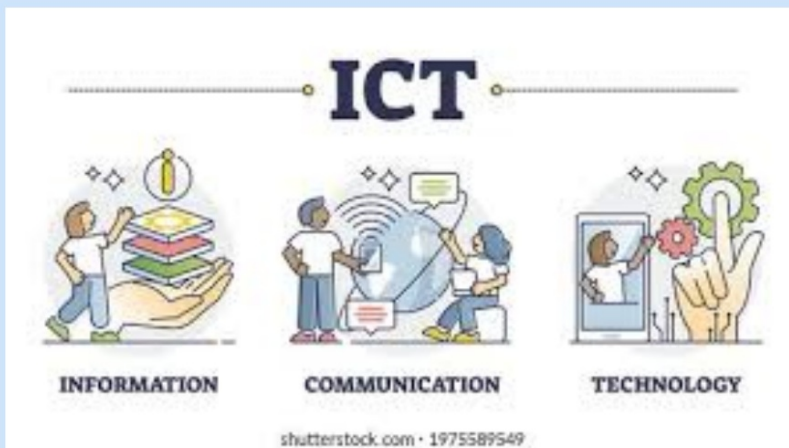 ICT
INFORMATION COMMUNICATION TECHNOLOGY
shutterstock.com · 1975589549